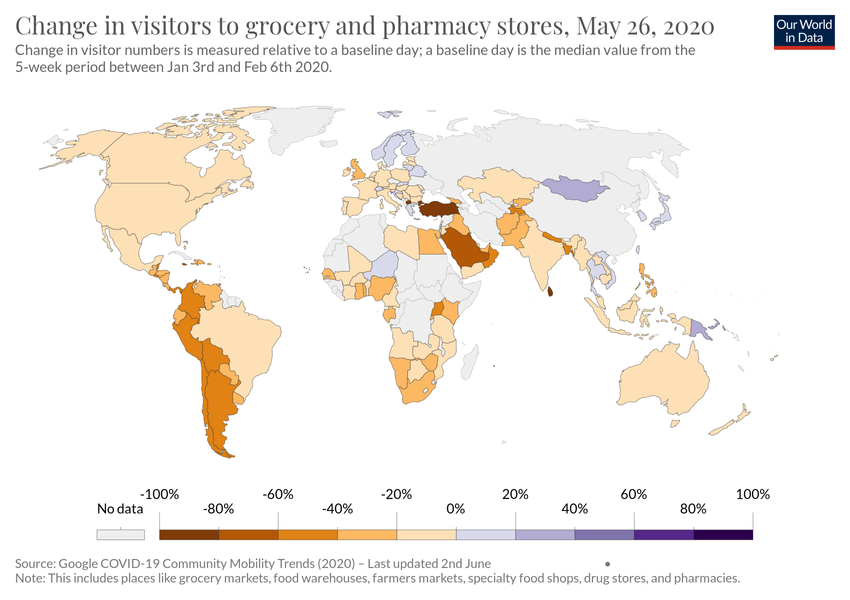 Change in visitors to grocery and pharmacy stores, May 26, 2020
Our World
in Data
Change in visitor numbers is measured relative to a baseline day; a baseline day is the median value from the
5-week period between Jan 3rd and Feb 6th 2020.
-100% -60% -20% 20% 60% 100%
No data -80% -40% 0% 40% 80%
Source: Google COVID-19 Community Mobility Trends (2020) – Last updated 2nd June
Note: This includes places like grocery markets, food warehouses, farmers markets, specialty food shops, drug stores, and pharmacies.